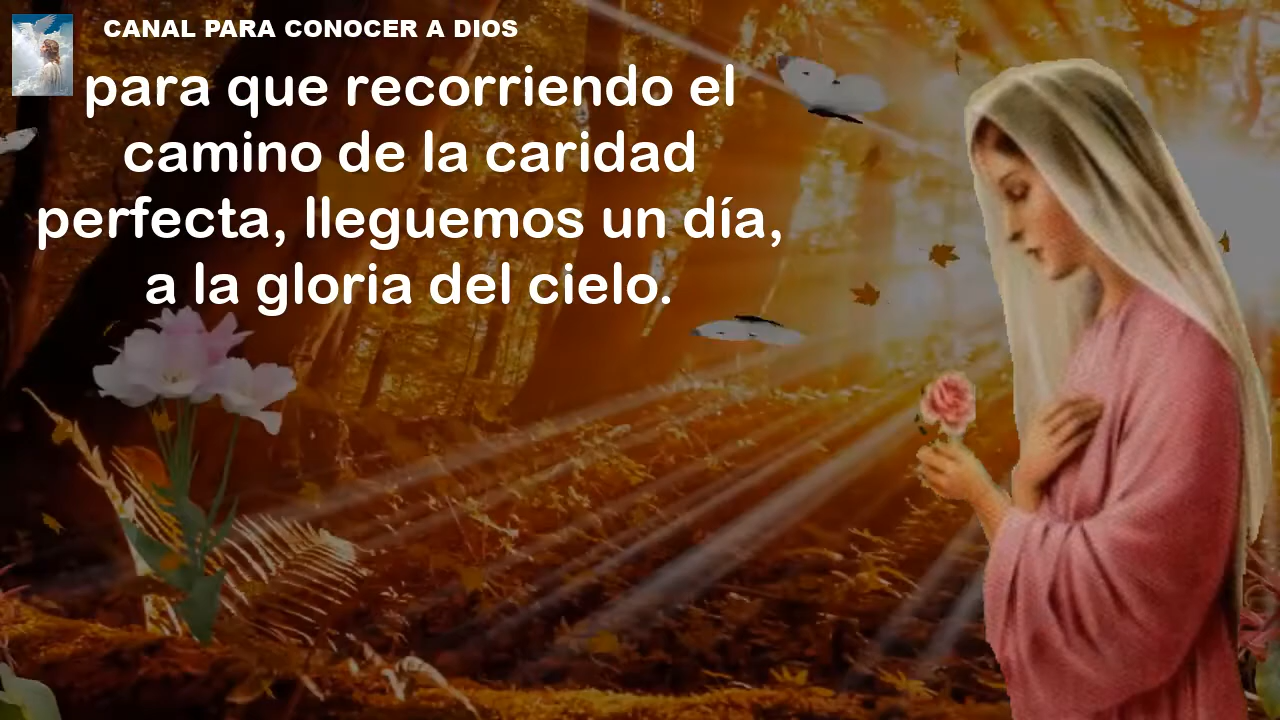 CANAL PARA CONOCER A DIOS
para que recorriendo el
camino de la caridad
perfecta, lleguemos un día,
a la gloria del cielo.